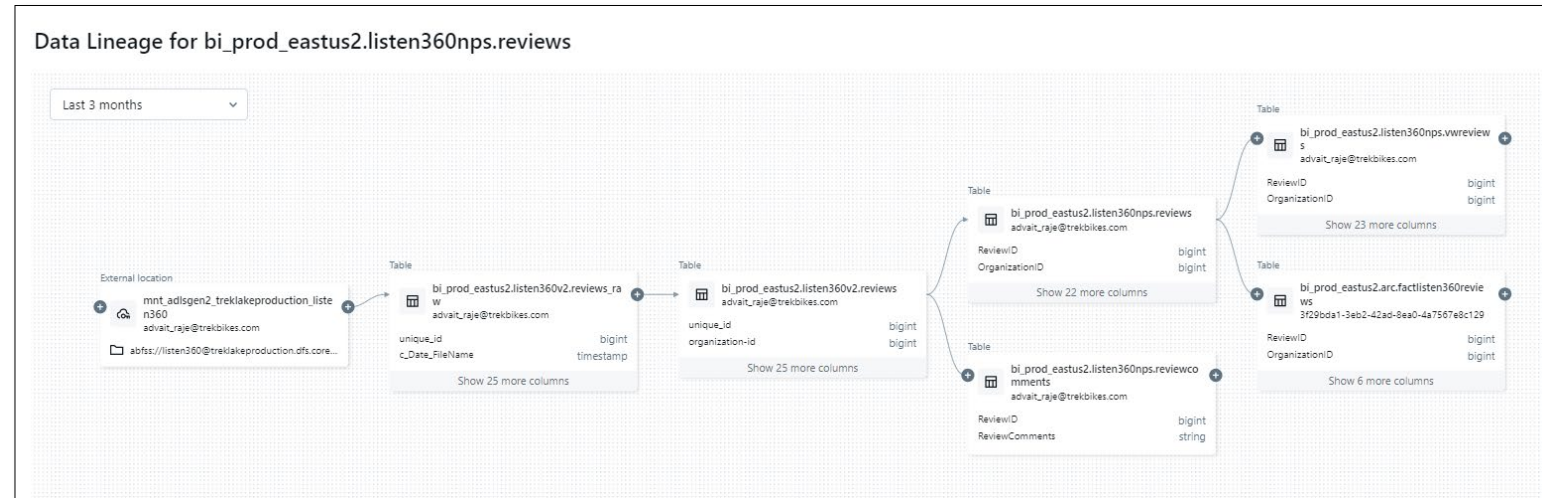 Data Lineage for bi_prod_eastus2.listen360nps.reviews
Last 3 months
External location
mnt_adlsgen2_treklakeproduction_liste
n360
advait_raje@trekbikes.com
abfss://listen360@treklakeproduction.dfs.core...
Table
bi_prod_eastus2.listen360v2.reviews_ra
w
advait_raje@trekbikes.com
unique_id bigint
c_Date_FileName timestamp
Show 25 more columns
Table
bi_prod_eastus2.listen360v2.reviews
advait_raje@trekbikes.com
unique_id bigint
organization-id bigint
Show 25 more columns
Table
bi_prod_eastus2.listen360nps.reviews
advait_raje@trekbikes.com
ReviewID bigint
OrganizationID bigint
Show 22 more columns
Table
bi_prod_eastus2.listen360nps.reviewco
mments
advait_raje@trekbikes.com
ReviewID bigint
ReviewComments string
Table
bi_prod_eastus2.listen360nps.vwreview
s
advait_raje@trekbikes.com
ReviewID bigint
OrganizationID bigint
Show 23 more columns
Table
bi_prod_eastus2.arc.factlisten360revie
ws
3f29bda1-3eb2-42ad-8ea0-4a7567e8c129
ReviewID bigint
OrganizationID bigint
Show 6 more columns